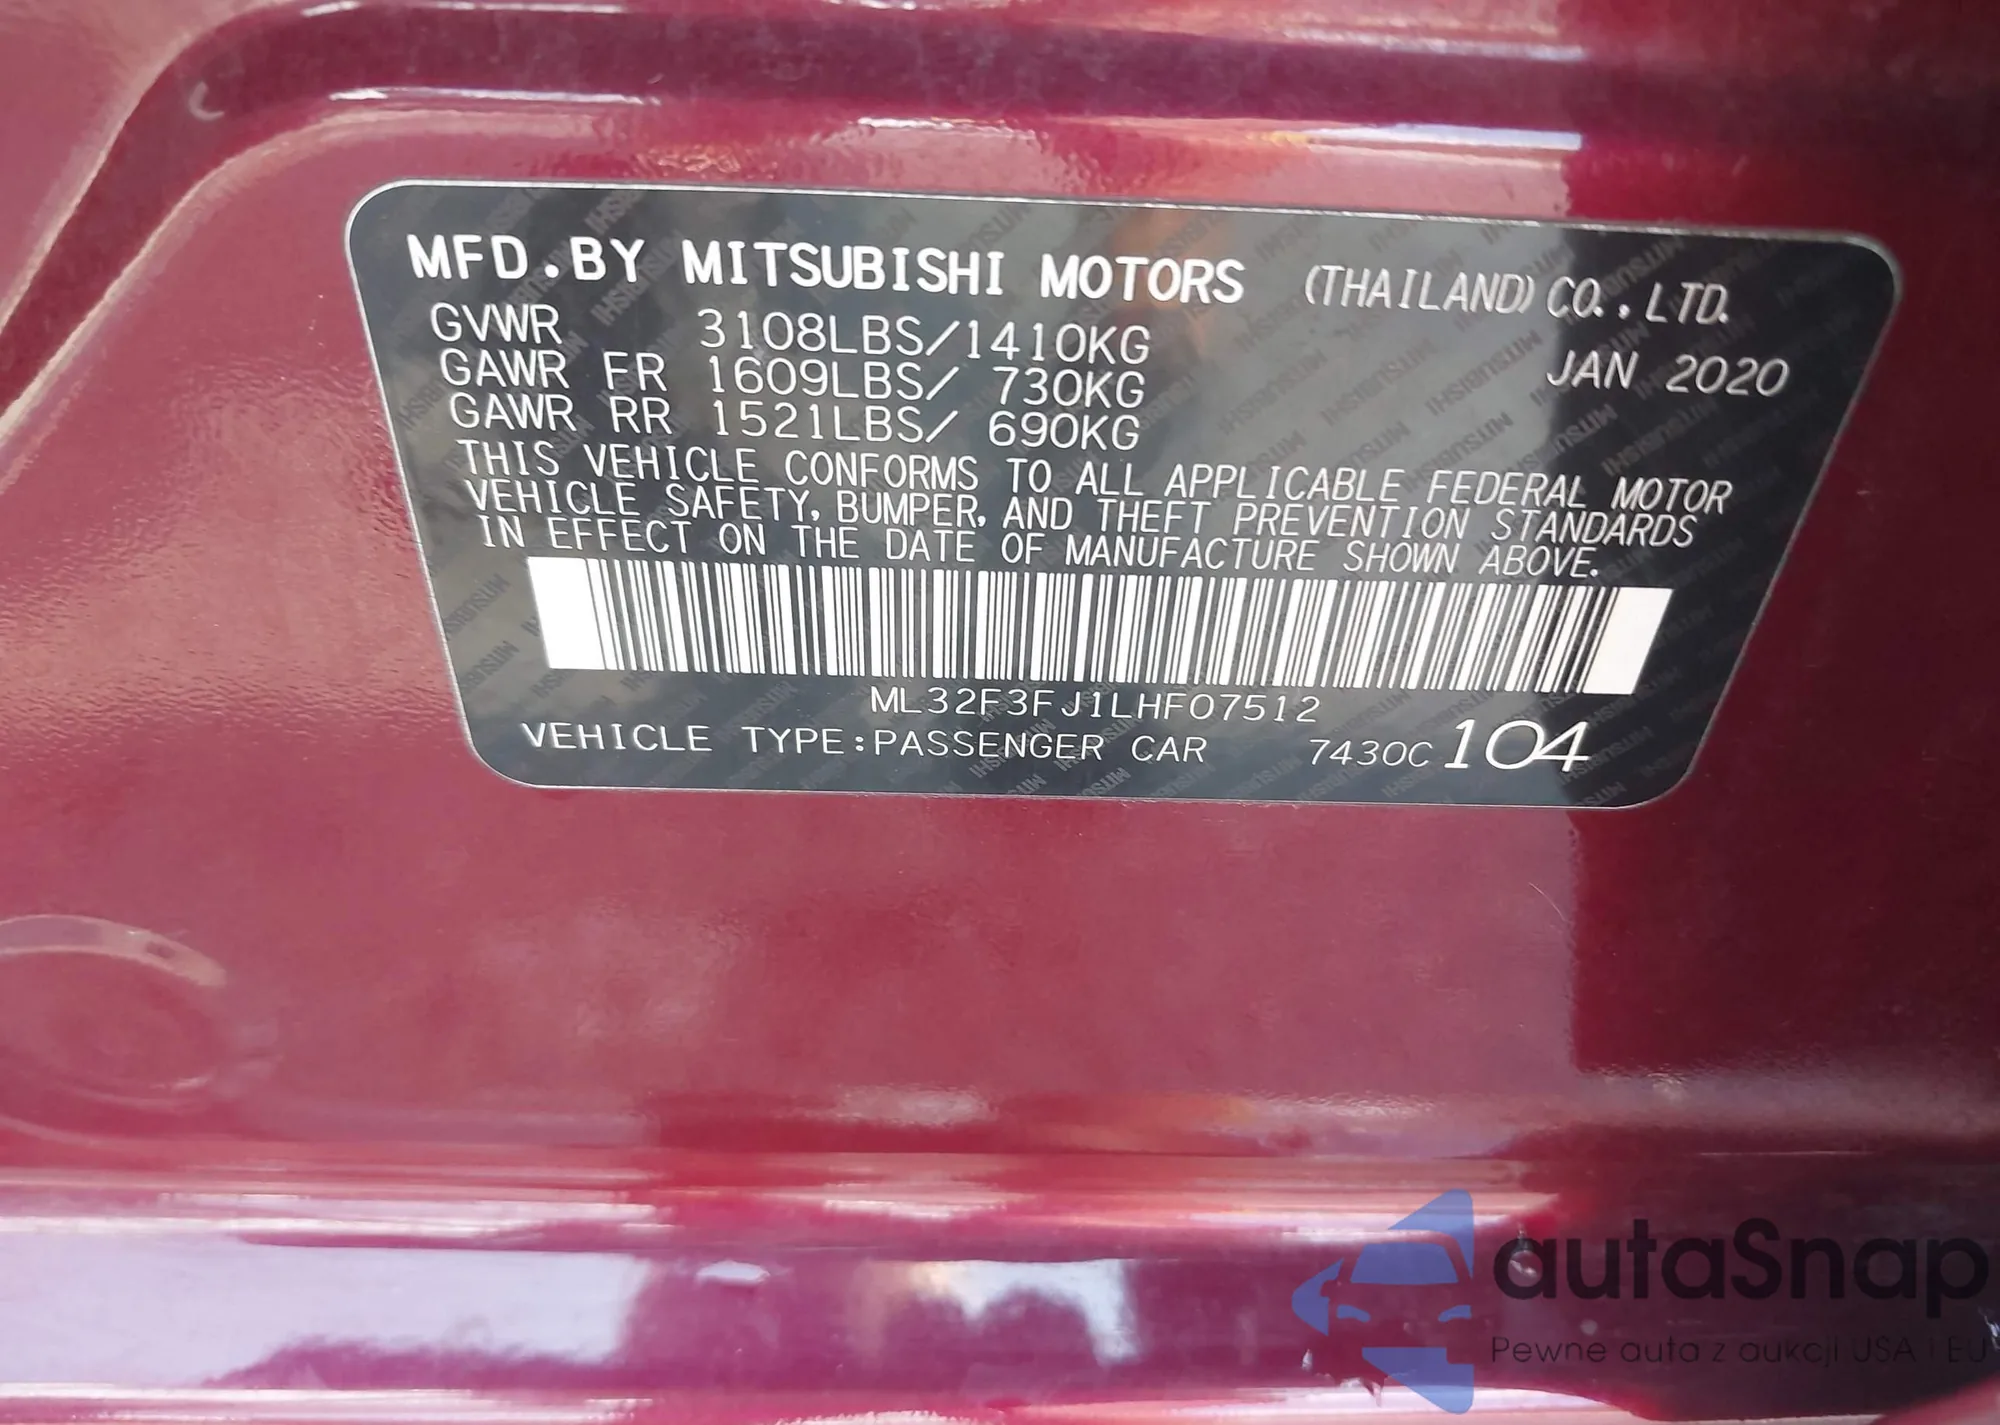 MFD.BY MITSUBISHI MOTORS (THAILAND) CO.,LTD.
GVWR 3108LBS/1410KG JAN 2020
GAWR FR 1609LBS/ 730KG
GAWR RR 1521LBS/ 690KG
THIS VEHICLE CONFORMS TO ALL APPLICABLE FEDERAL MOTOR
VEHICLE SAFETY, BUMPER, AND THEFT PREVENTION STANDARDS
IN EFFECT ON THE DATE OF MANUFACTURE SHOWN ABOVE.
ML32F3FJ1LHF07512
VEHICLE TYPE:PASSENGER CAR 7430C 104
autaSnap
Pewne auta z aukcji USA i EU